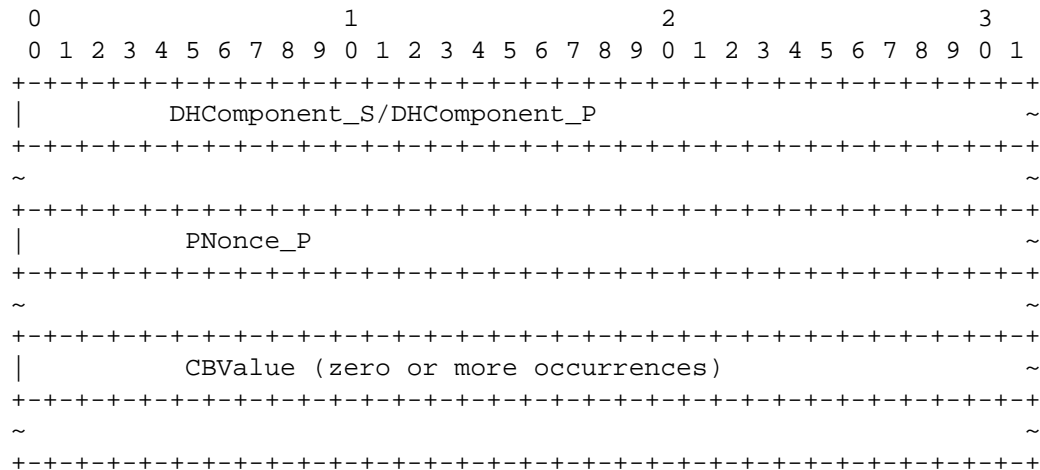 0                   1                   2                   3
 0 1 2 3 4 5 6 7 8 9 0 1 2 3 4 5 6 7 8 9 0 1 2 3 4 5 6 7 8 9 0 1
+-+-+-+-+-+-+-+-+-+-+-+-+-+-+-+-+-+-+-+-+-+-+-+-+-+-+-+-+-+-+-+-+
|         DHComponent_S/DHComponent_P                           ~
+-+-+-+-+-+-+-+-+-+-+-+-+-+-+-+-+-+-+-+-+-+-+-+-+-+-+-+-+-+-+-+-+
~                                                               ~
+-+-+-+-+-+-+-+-+-+-+-+-+-+-+-+-+-+-+-+-+-+-+-+-+-+-+-+-+-+-+-+-+
|          PNonce_P                                             ~
+-+-+-+-+-+-+-+-+-+-+-+-+-+-+-+-+-+-+-+-+-+-+-+-+-+-+-+-+-+-+-+-+
~                                                               ~
+-+-+-+-+-+-+-+-+-+-+-+-+-+-+-+-+-+-+-+-+-+-+-+-+-+-+-+-+-+-+-+-+
|          CBValue (zero or more occurrences)                   ~
+-+-+-+-+-+-+-+-+-+-+-+-+-+-+-+-+-+-+-+-+-+-+-+-+-+-+-+-+-+-+-+-+
~                                                               ~
+-+-+-+-+-+-+-+-+-+-+-+-+-+-+-+-+-+-+-+-+-+-+-+-+-+-+-+-+-+-+-+-+